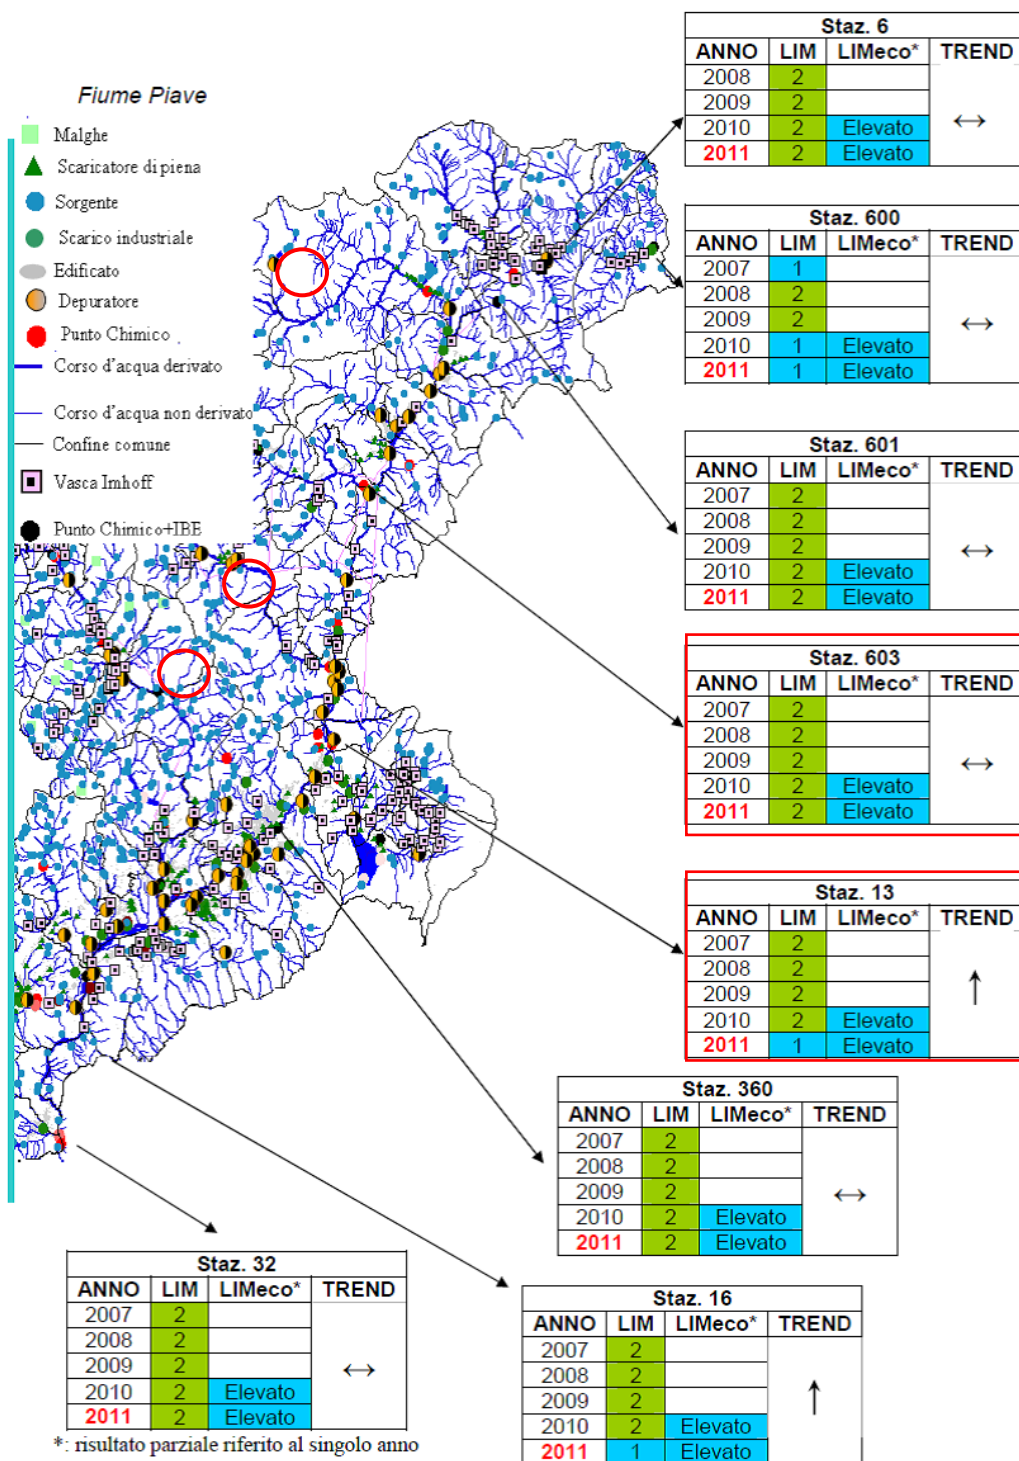 Fiume Piave
Malghe
Scaricatore di piena
Sorgente
Scarico industriale
Edificato
Depuratore
Punto Chimico
Corso d'acqua derivato
Corso d'acqua non derivato
Confine comune
Vasca Imhoff
Punto Chimico+IBE
Staz. 6
ANNO LIM LIMeco* TREND
2008 2
2009 2
2010 2 Elevato ↔
2011 2 Elevato
Staz. 600
ANNO LIM LIMeco* TREND
2007 1
2008 2
2009 2 ↔
2010 1 Elevato
2011 1 Elevato
Staz. 601
ANNO LIM LIMeco* TREND
2007 2
2008 2
2009 2 ↔
2010 2 Elevato
2011 2 Elevato
Staz. 603
ANNO LIM LIMeco* TREND
2007 2
2008 2
2009 2 ↔
2010 2 Elevato
2011 2 Elevato
Staz. 13
ANNO LIM LIMeco* TREND
2007 2
2008 2
2009 2 ↑
2010 2 Elevato
2011 1 Elevato
Staz. 360
ANNO LIM LIMeco* TREND
2007 2
2008 2
2009 2 ↔
2010 2 Elevato
2011 2 Elevato
Staz. 32
ANNO LIM LIMeco* TREND
2007 2
2008 2
2009 2 ↔
2010 2 Elevato
2011 2 Elevato
*: risultato parziale riferito al singolo anno
Staz. 16
ANNO LIM LIMeco* TREND
2007 2
2008 2
2009 2 ↑
2010 2 Elevato
2011 1 Elevato